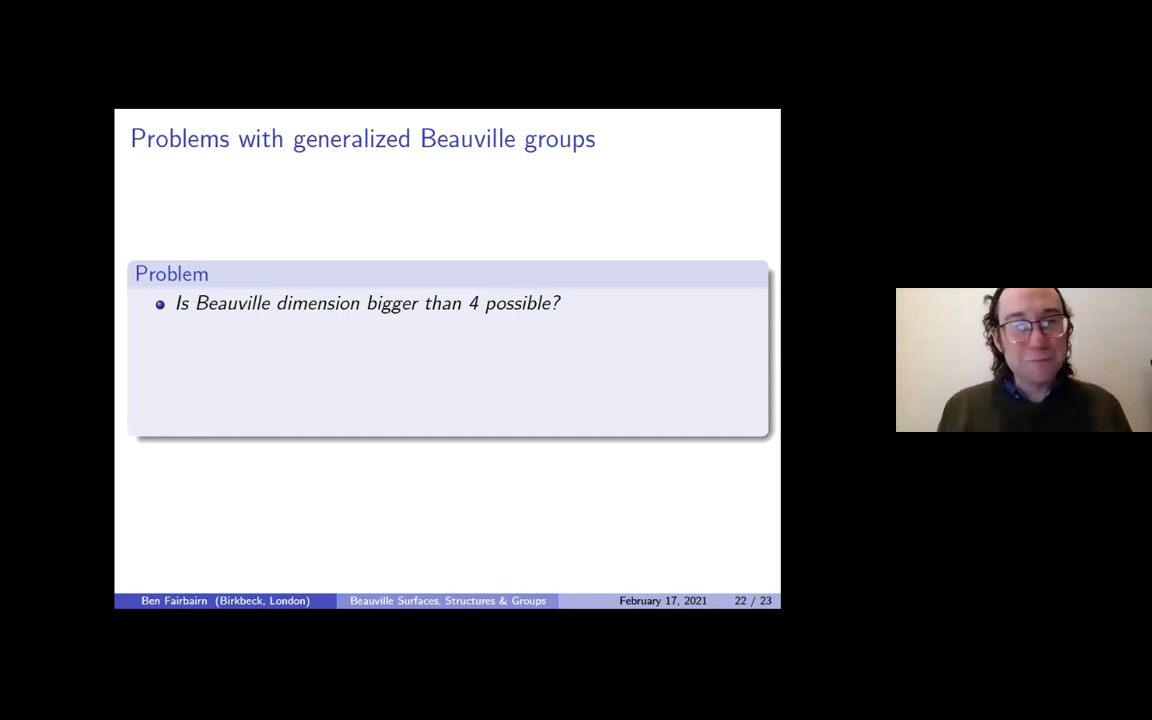 Problems with generalized Beauville groups
Problem
Is Beauville dimension bigger than 4 possible?
Ben Fairbairn (Birkbeck, London) Beauville Surfaces, Structures & Groups February 17, 2021 22 / 23